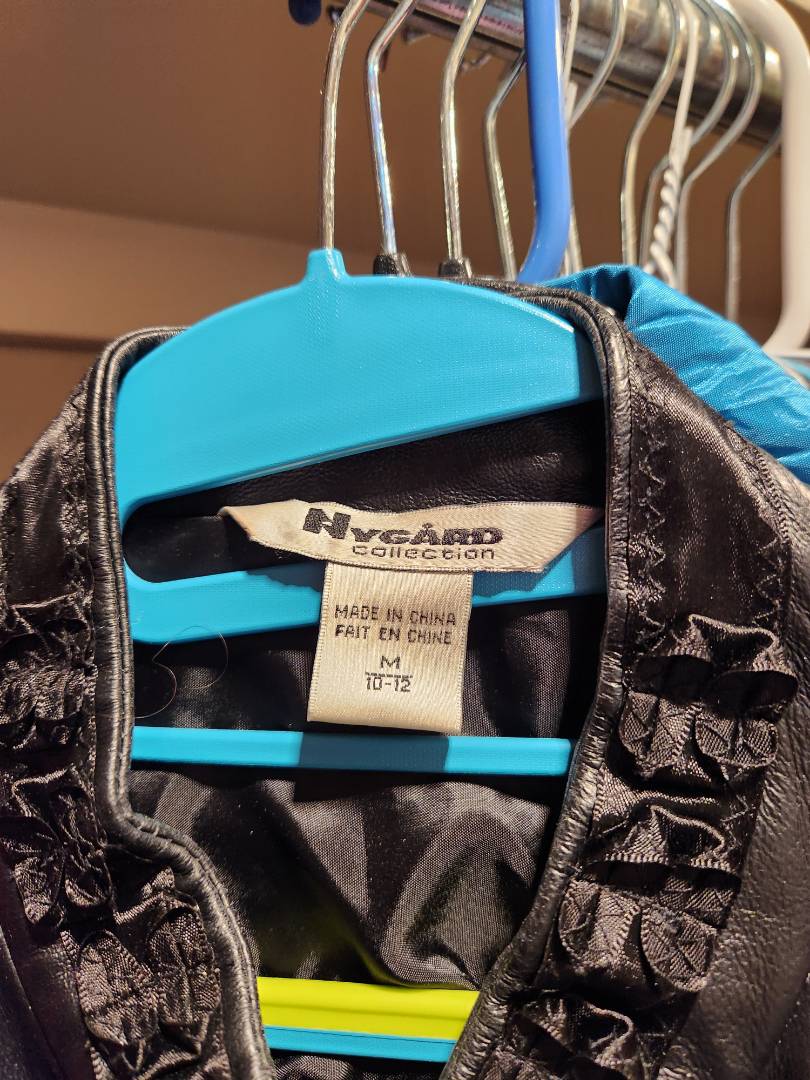 NYGÅRD
Collection
MADE IN CHINA
FAIT EN CHINE
M
10-12